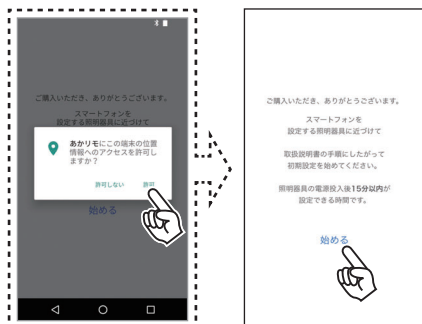 ご購入いただき、ありがとうございます。
スマートフォンを
設定する照明器具に近づけて
あかりモにこの端末の位置
情報へのアクセスを許可し
ますか？
許可しない 許可
始める
ご購入いただき、ありがとうございます。
スマートフォンを
設定する照明器具に近づけて
取扱説明書の手順にしたがって
初期設定を始めてください。
照明器具の電源投入後15分以内が
設定できる時間です。
始める